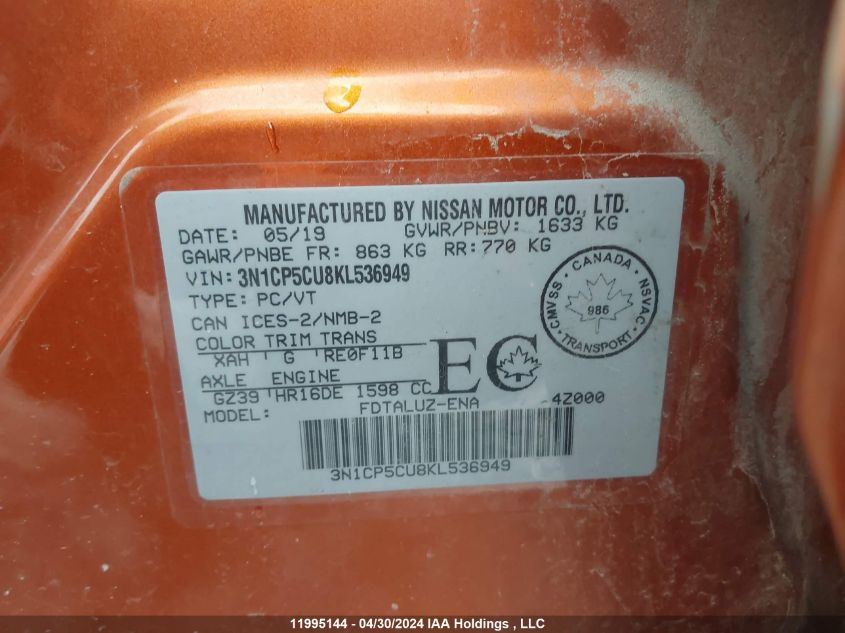 MANUFACTURED BY NISSAN MOTOR CO., LTD.
DATE: 05/19 GVWR/PNBV: 1633 KG
GAWR/PNBE FR: 863 KG RR: 770 KG
VIN: 3N1CP5CU8KL536949
TYPE: PC/VT
CAN ICES-2/NMB-2
COLOR TRIM TRANS
XAH G RE0F11B
AXLE ENGINE
GZ39 HR16DE 1598 CC
MODEL: FDTALUZ-ENA -4Z000
EC
CANADA
CMVSS 986 NSVAC
TRANSPORT
3N1CP5CU8KL536949
11995144 - 04/30/2024 IAA Holdings , LLC